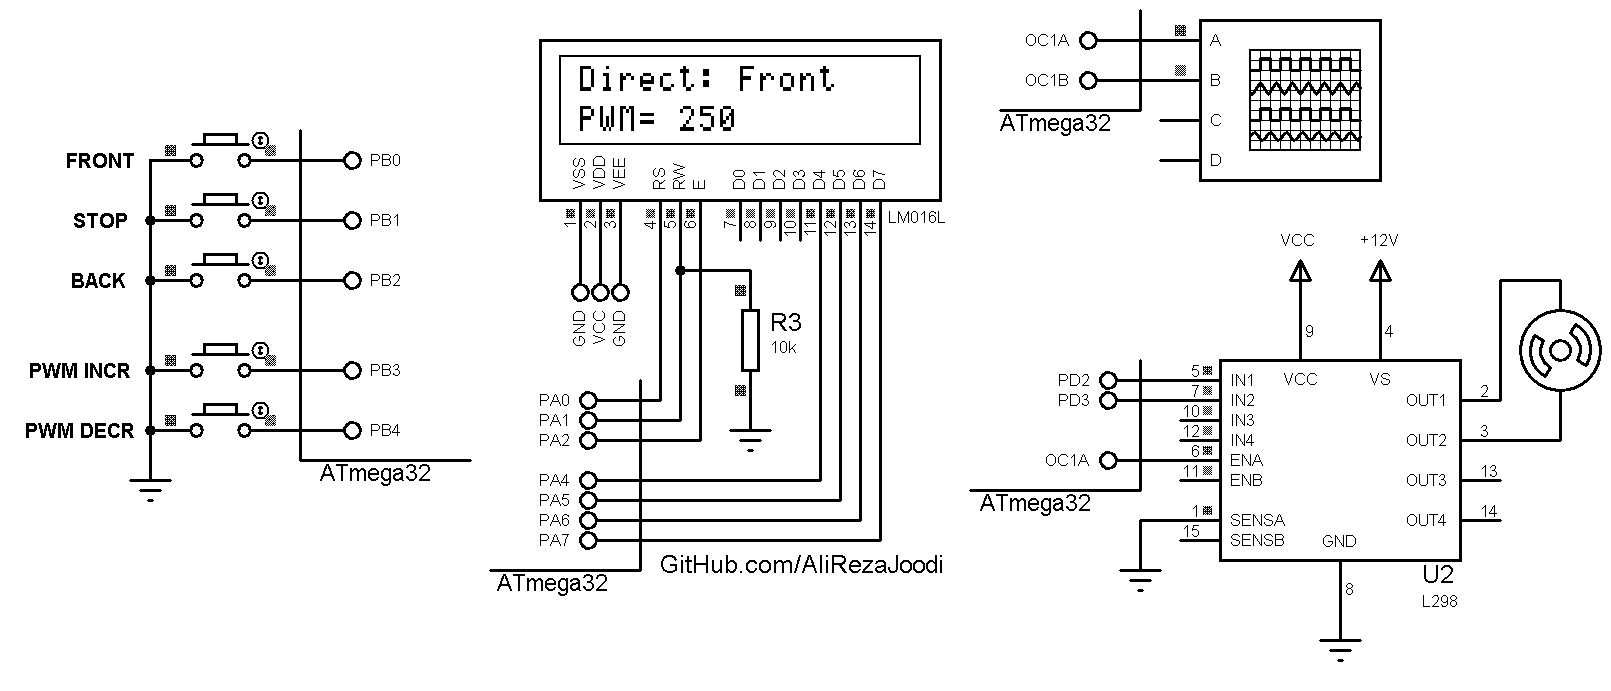 FRONT
PB0
STOP
PB1
BACK
PB2
PWM INCR
PB3
PWM DECR
PB4
ATmega32
Direct: Front
PWM= 250
VSS
VDD
VEE
RS
RW
E
D0
D1
D2
D3
D4
D5
D6
D7
1
2
3
4
5
6
7
8
9
10
11
12
13
14
LM016L
GND
VCC
GND
R3
10k
PA0
PA1
PA2
PA4
PA5
PA6
PA7
ATmega32
GitHub.com/AliRezaJoodi
OC1A
OC1B
ATmega32
A
B
C
D
VCC
+12V
9
4
PD2
PD3
OC1A
ATmega32
5
7
10
12
6
11
1
15
IN1
IN2
IN3
IN4
ENA
ENB
SENSA
SENSB
VCC
VS
OUT1
OUT2
OUT3
OUT4
GND
2
3
13
14
8
U2
L298